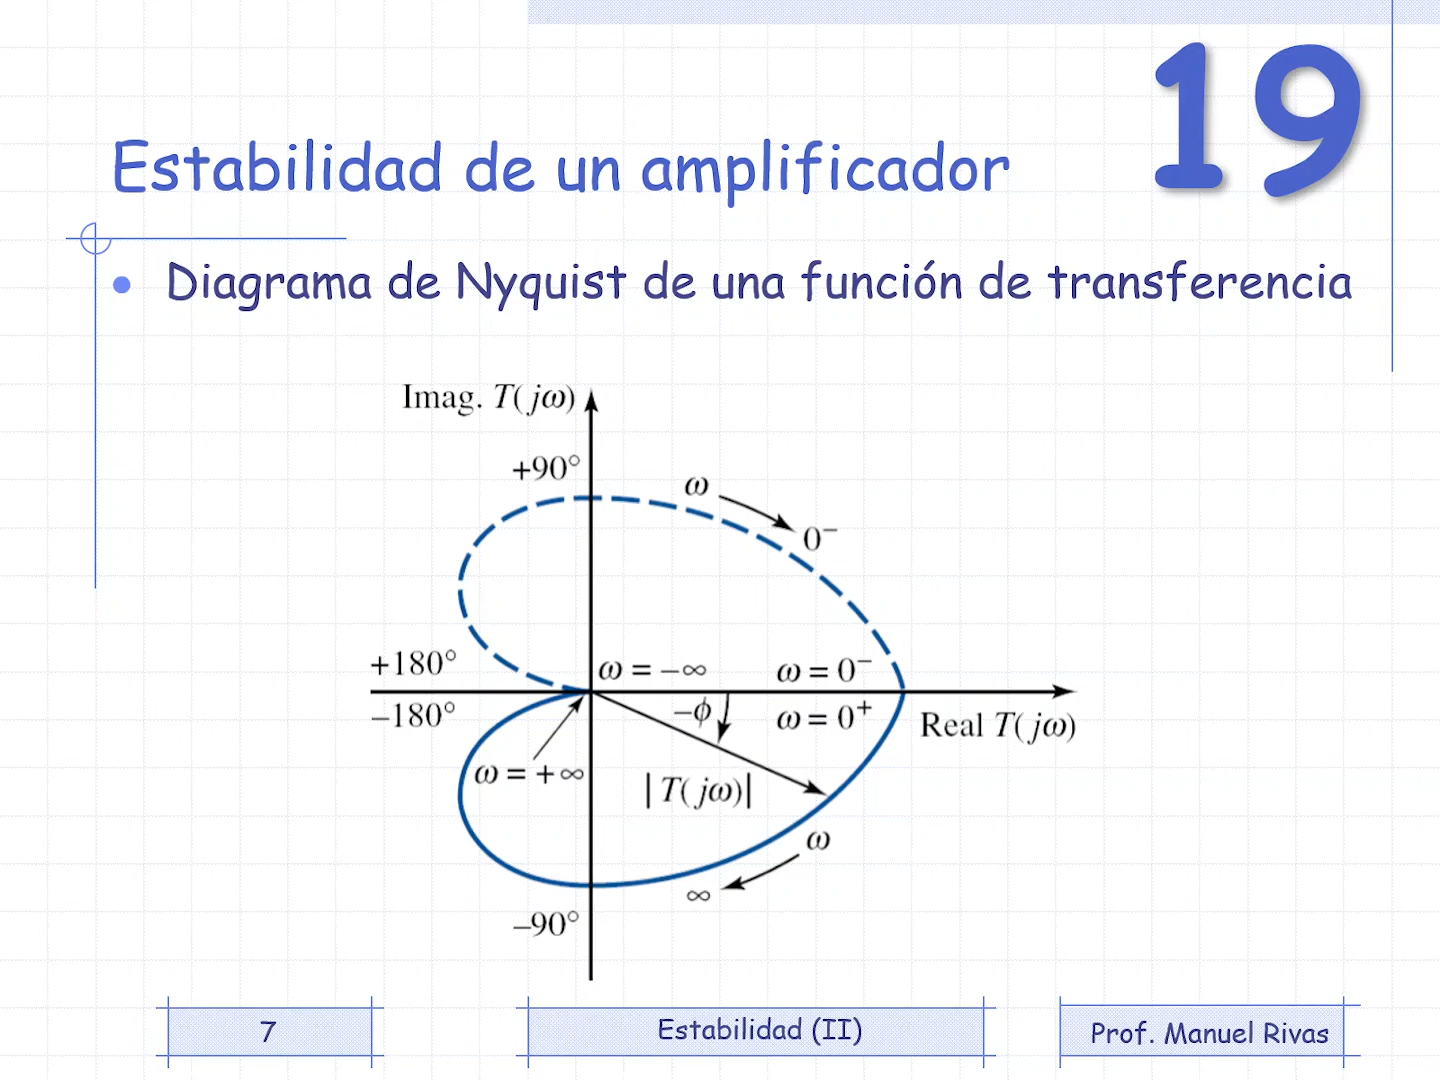 19
Estabilidad de un amplificador
Diagrama de Nyquist de una función de transferencia
Imag. T(jω)
+90°
ω
0⁻
+180°
ω = −∞
ω = 0⁻
−180°
−ϕ
ω = 0⁺
Real T(jω)
ω = +∞
|T(jω)|
ω
∞
−90°
7
Estabilidad (II)
Prof. Manuel Rivas